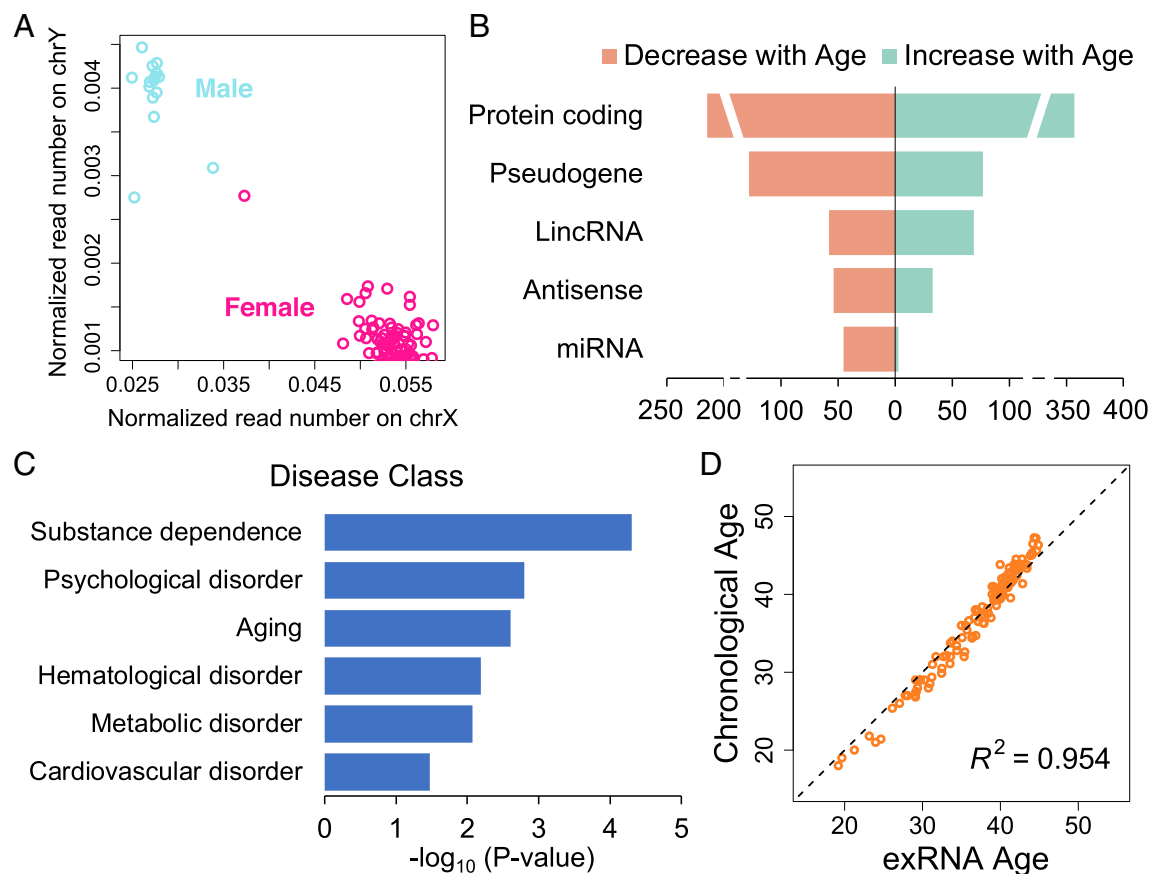 A
Normalized read number on chrY
0.004
0.003
0.002
0.001
Male
Female
0.025 0.035 0.045 0.055
Normalized read number on chrX
B
Decrease with Age Increase with Age
Protein coding
Pseudogene
LincRNA
Antisense
miRNA
250 200 100 50 0 50 100 350 400
C
Disease Class
Substance dependence
Psychological disorder
Aging
Hematological disorder
Metabolic disorder
Cardiovascular disorder
0 1 2 3 4 5
-log10 (P-value)
D
Chronological Age
50
40
30
20
R2 = 0.954
20 30 40 50
exRNA Age